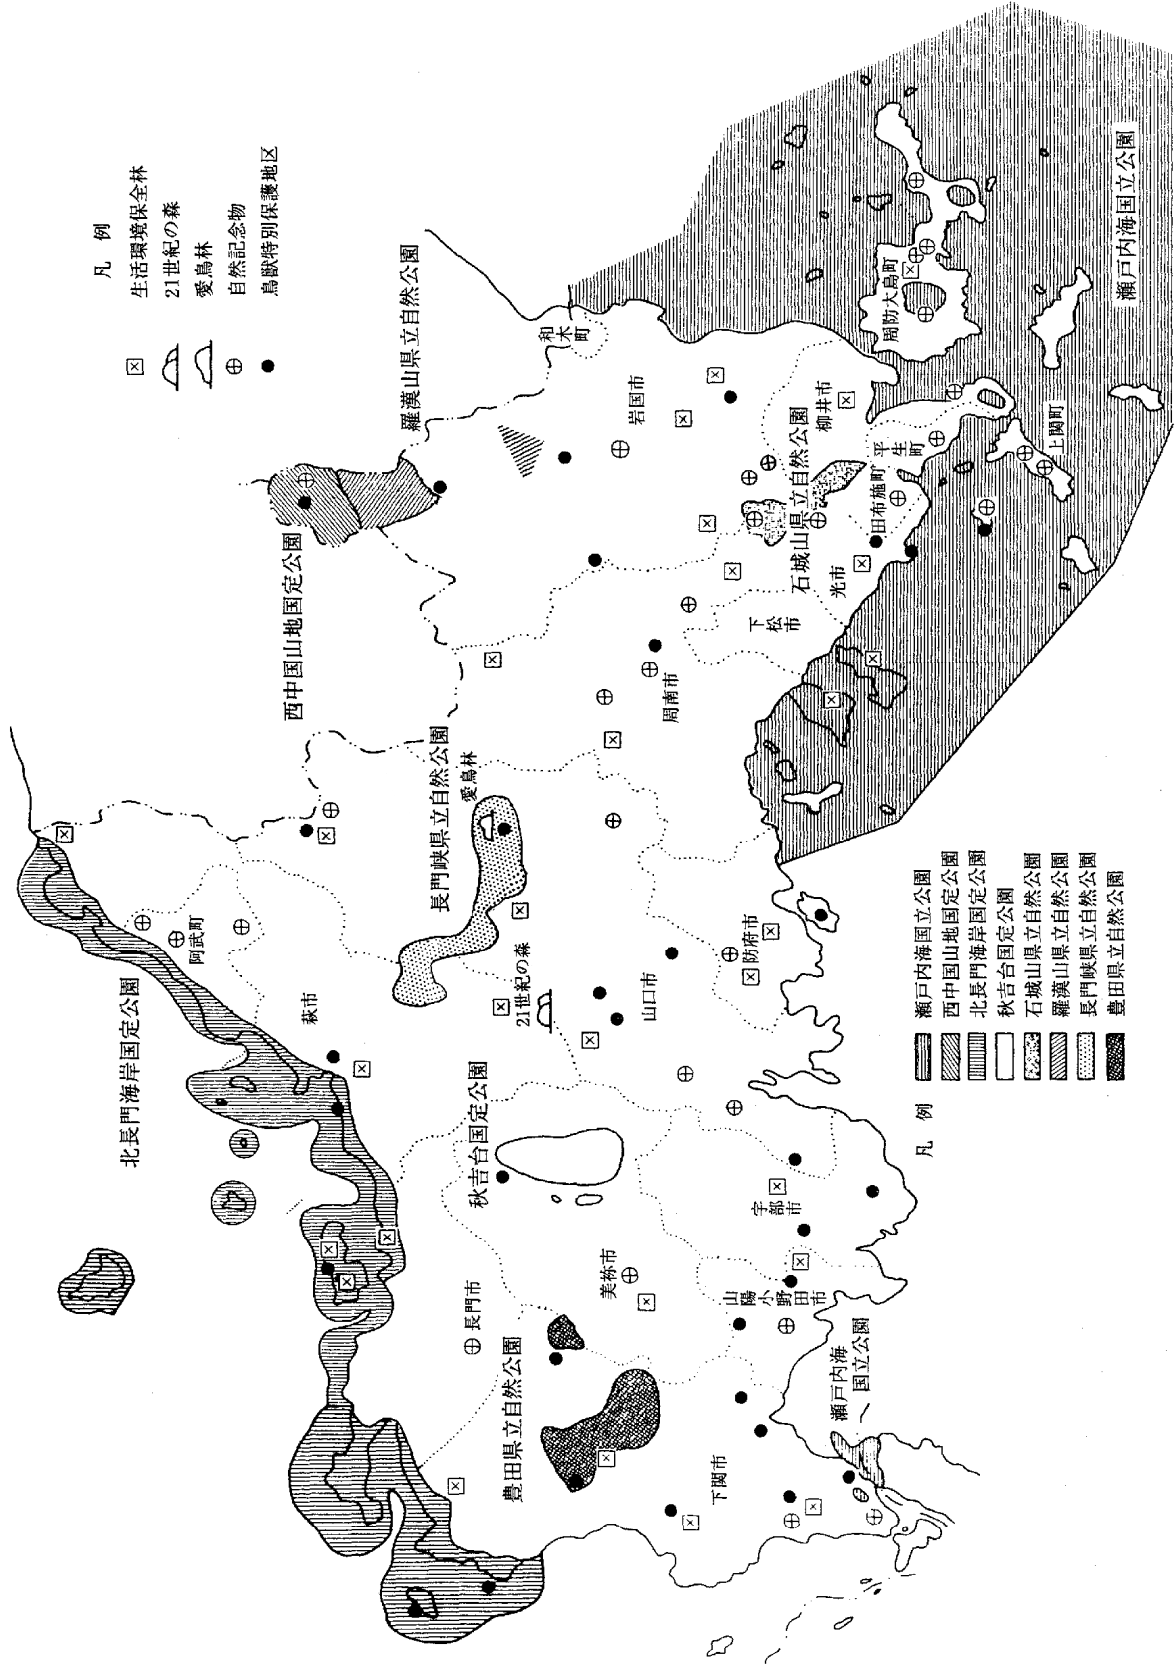 凡 例
生活環境保全林
21世紀の森
愛鳥林
自然記念物
鳥獣特別保護地区
羅漢山県立自然公園
西中国山地国定公園
長門峡県立自然公園
愛鳥林
北長門海岸国定公園
阿武町
萩市
21世紀の森
秋吉台国定公園
長門市
豊田県立自然公園
美祢市
下関市
山陽小野田市
宇部市
山口市
防府市
周南市
下松市
光市
石城山県立自然公園
田布施町
平生町
柳井市
岩国市
和木町
周防大島町
上関町
瀬戸内海国立公園
瀬戸内海
国立公園
凡 例
瀬戸内海国立公園
西中国山地国定公園
北長門海岸国定公園
秋吉台国定公園
石城山県立自然公園
羅漢山県立自然公園
長門峡県立自然公園
豊田県立自然公園